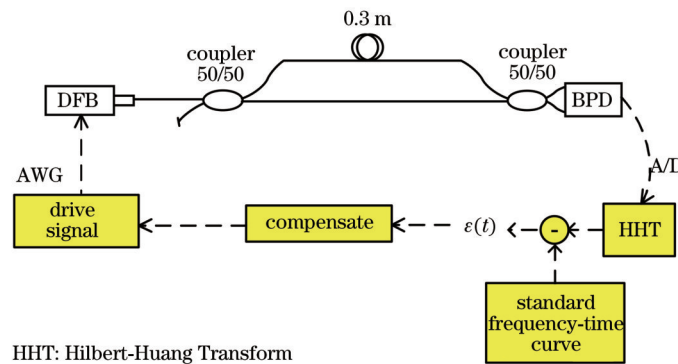 0.3 m
coupler
50/50
coupler
50/50
DFB
BPD
AWG
A/D
drive
signal
compensate
ε(t)
-
HHT
standard
frequency-time
curve
HHT: Hilbert-Huang Transform